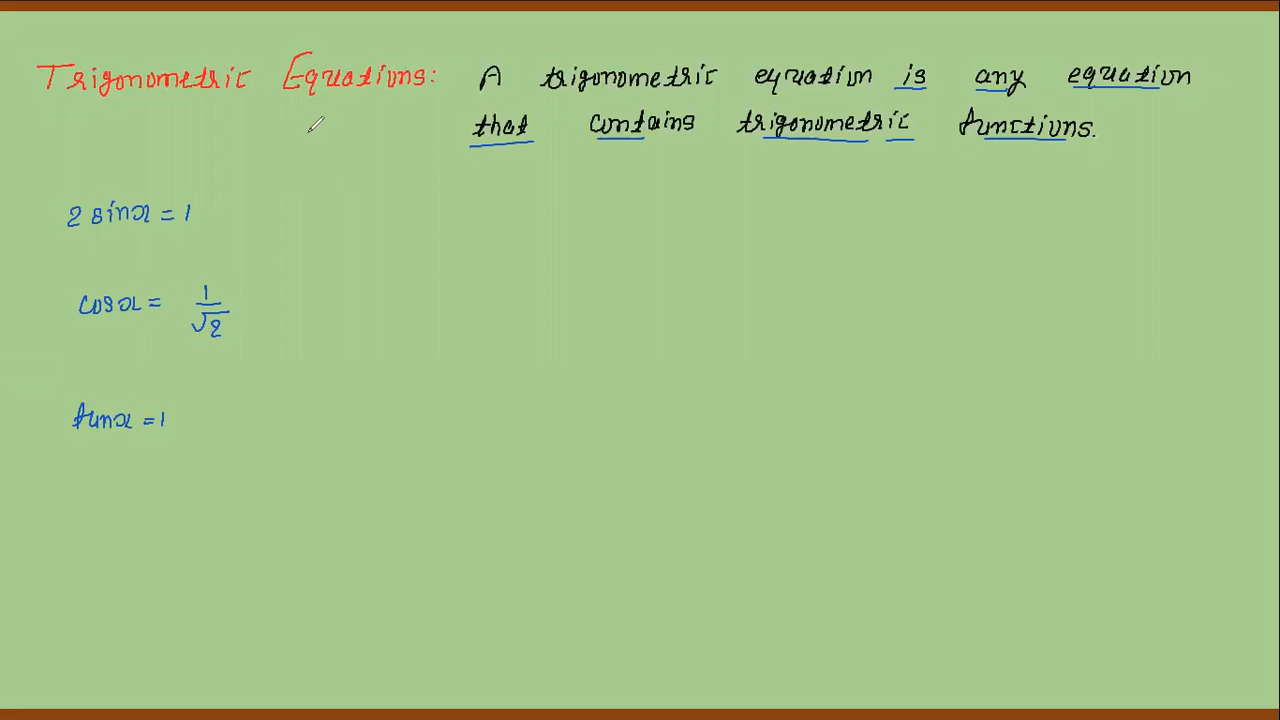 Trigonometric Equations: A trigonometric equation is any equation
that contains trigonometric functions.
2 sinx = 1
cosx = 1/√2
tanx = 1